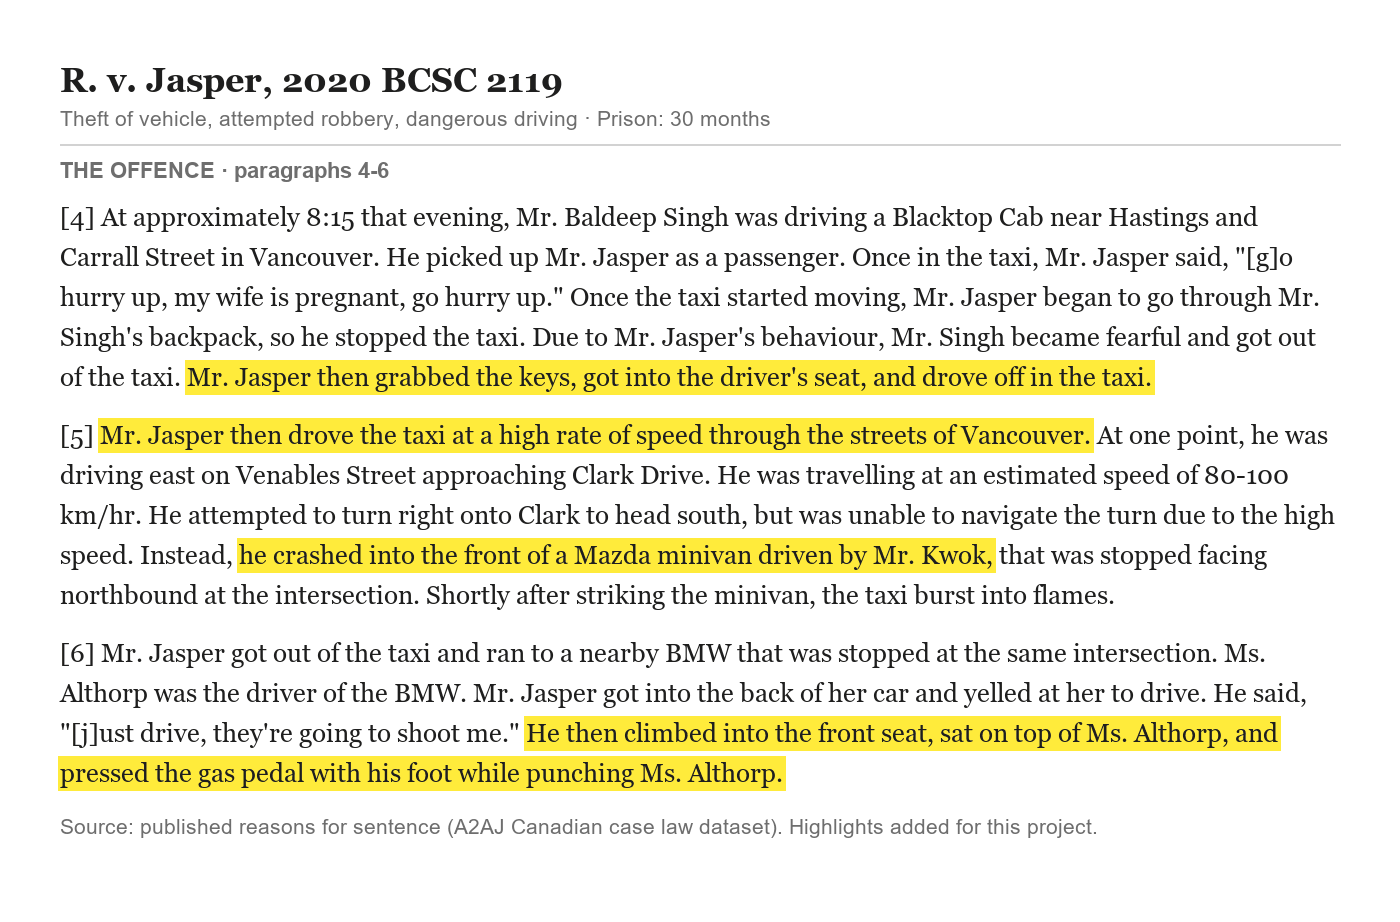 R. v. Jasper, 2020 BCSC 2119
Theft of vehicle, attempted robbery, dangerous driving · Prison: 30 months
THE OFFENCE · paragraphs 4-6
[4] At approximately 8:15 that evening, Mr. Baldeep Singh was driving a Blacktop Cab near Hastings and
Carrall Street in Vancouver. He picked up Mr. Jasper as a passenger. Once in the taxi, Mr. Jasper said, "[g]o
hurry up, my wife is pregnant, go hurry up." Once the taxi started moving, Mr. Jasper began to go through Mr.
Singh's backpack, so he stopped the taxi. Due to Mr. Jasper's behaviour, Mr. Singh became fearful and got out
of the taxi. Mr. Jasper then grabbed the keys, got into the driver's seat, and drove off in the taxi.
[5] Mr. Jasper then drove the taxi at a high rate of speed through the streets of Vancouver. At one point, he was
driving east on Venables Street approaching Clark Drive. He was travelling at an estimated speed of 80-100
km/hr. He attempted to turn right onto Clark to head south, but was unable to navigate the turn due to the high
speed. Instead, he crashed into the front of a Mazda minivan driven by Mr. Kwok, that was stopped facing
northbound at the intersection. Shortly after striking the minivan, the taxi burst into flames.
[6] Mr. Jasper got out of the taxi and ran to a nearby BMW that was stopped at the same intersection. Ms.
Althorp was the driver of the BMW. Mr. Jasper got into the back of her car and yelled at her to drive. He said,
"[j]ust drive, they're going to shoot me." He then climbed into the front seat, sat on top of Ms. Althorp, and
pressed the gas pedal with his foot while punching Ms. Althorp.
Source: published reasons for sentence (A2AJ Canadian case law dataset). Highlights added for this project.